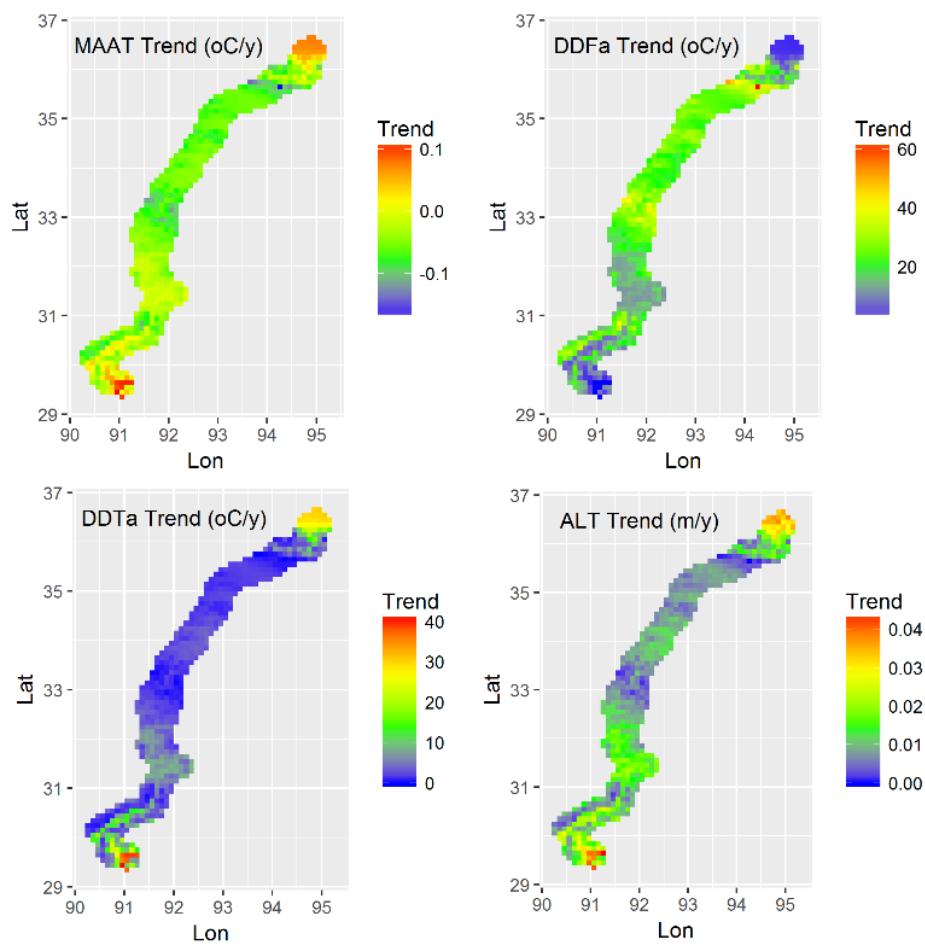 MAAT Trend (oC/y)
37
35
33
31
29
Lat
90 91 92 93 94 95
Lon
Trend
0.1
0.0
-0.1
DDFa Trend (oC/y)
37
35
33
31
29
Lat
90 91 92 93 94 95
Lon
Trend
60
40
20
DDTa Trend (oC/y)
37
35
33
31
29
Lat
90 91 92 93 94 95
Lon
Trend
40
30
20
10
0
ALT Trend (m/y)
37
35
33
31
29
Lat
90 91 92 93 94 95
Lon
Trend
0.04
0.03
0.02
0.01
0.00